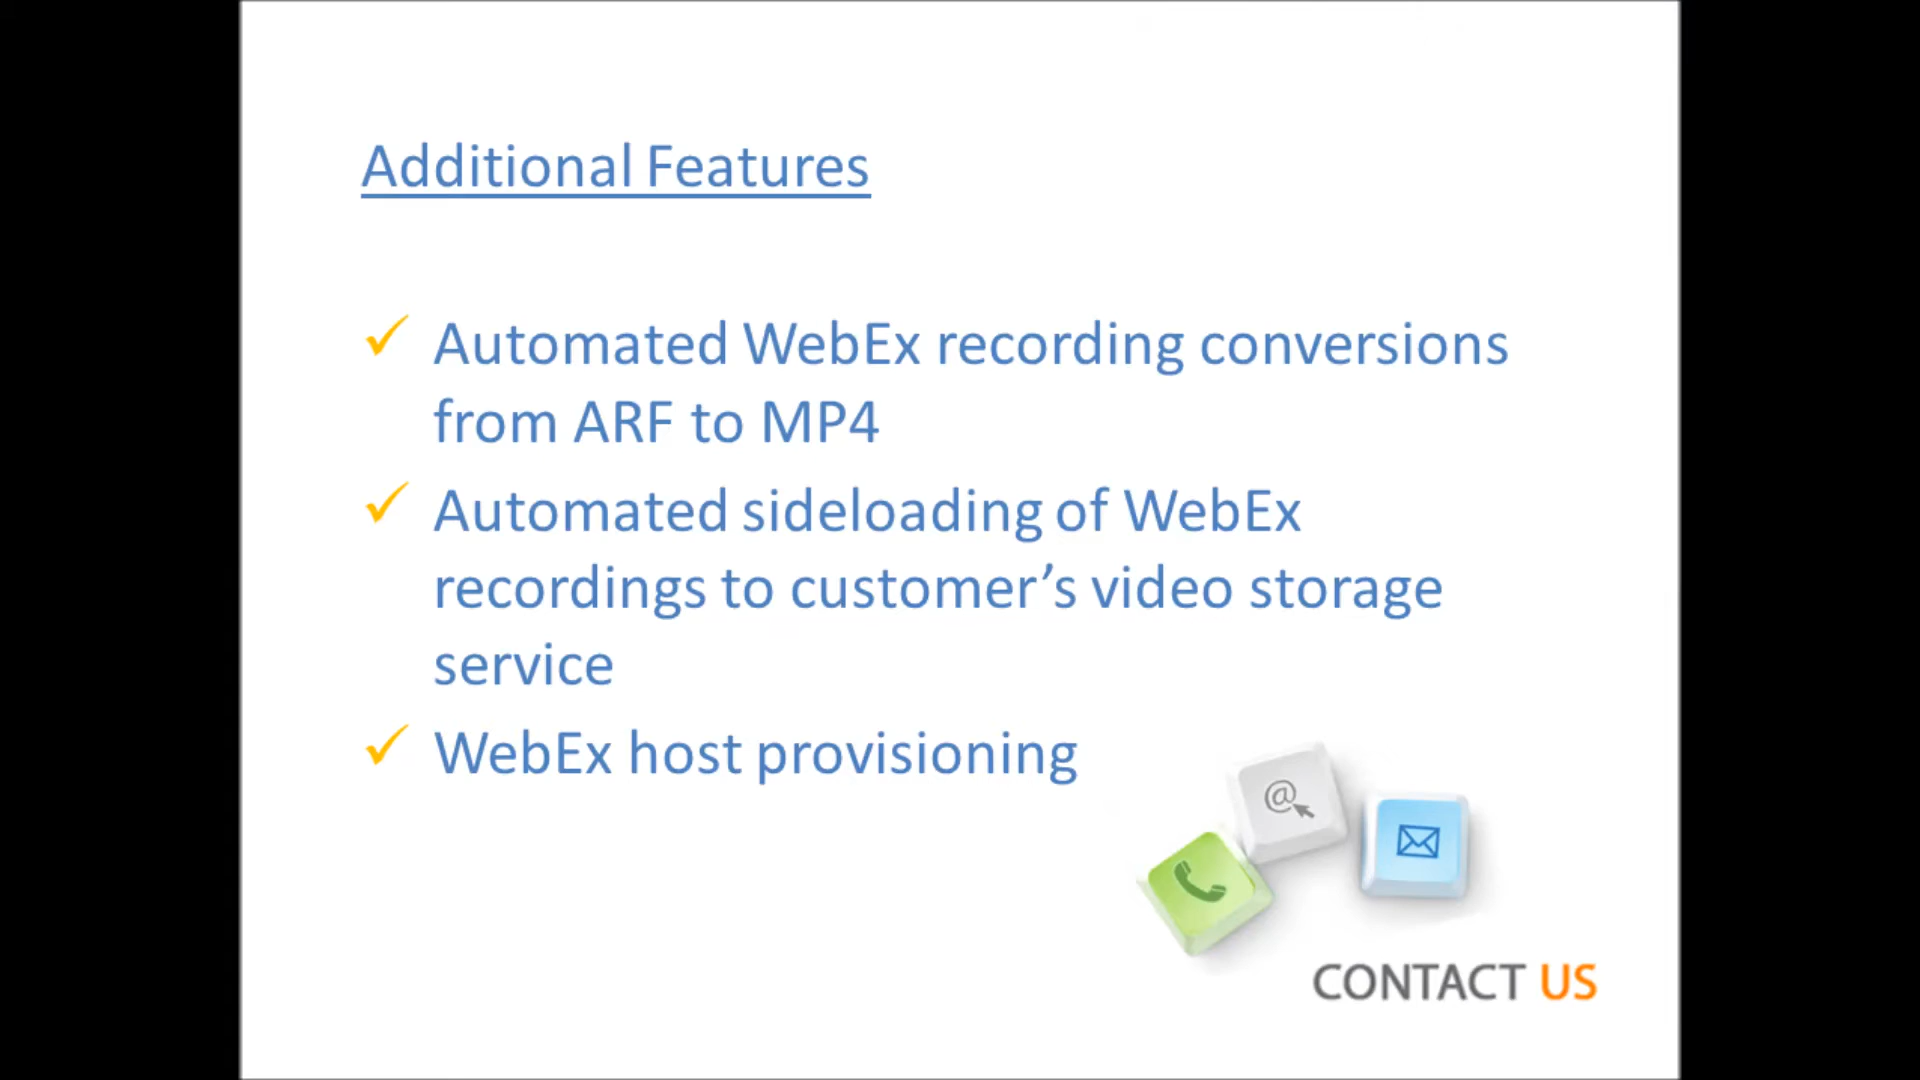 Additional Features
Automated WebEx recording conversions
from ARF to MP4
Automated sideloading of WebEx
recordings to customer’s video storage
service
WebEx host provisioning
@
CONTACT US